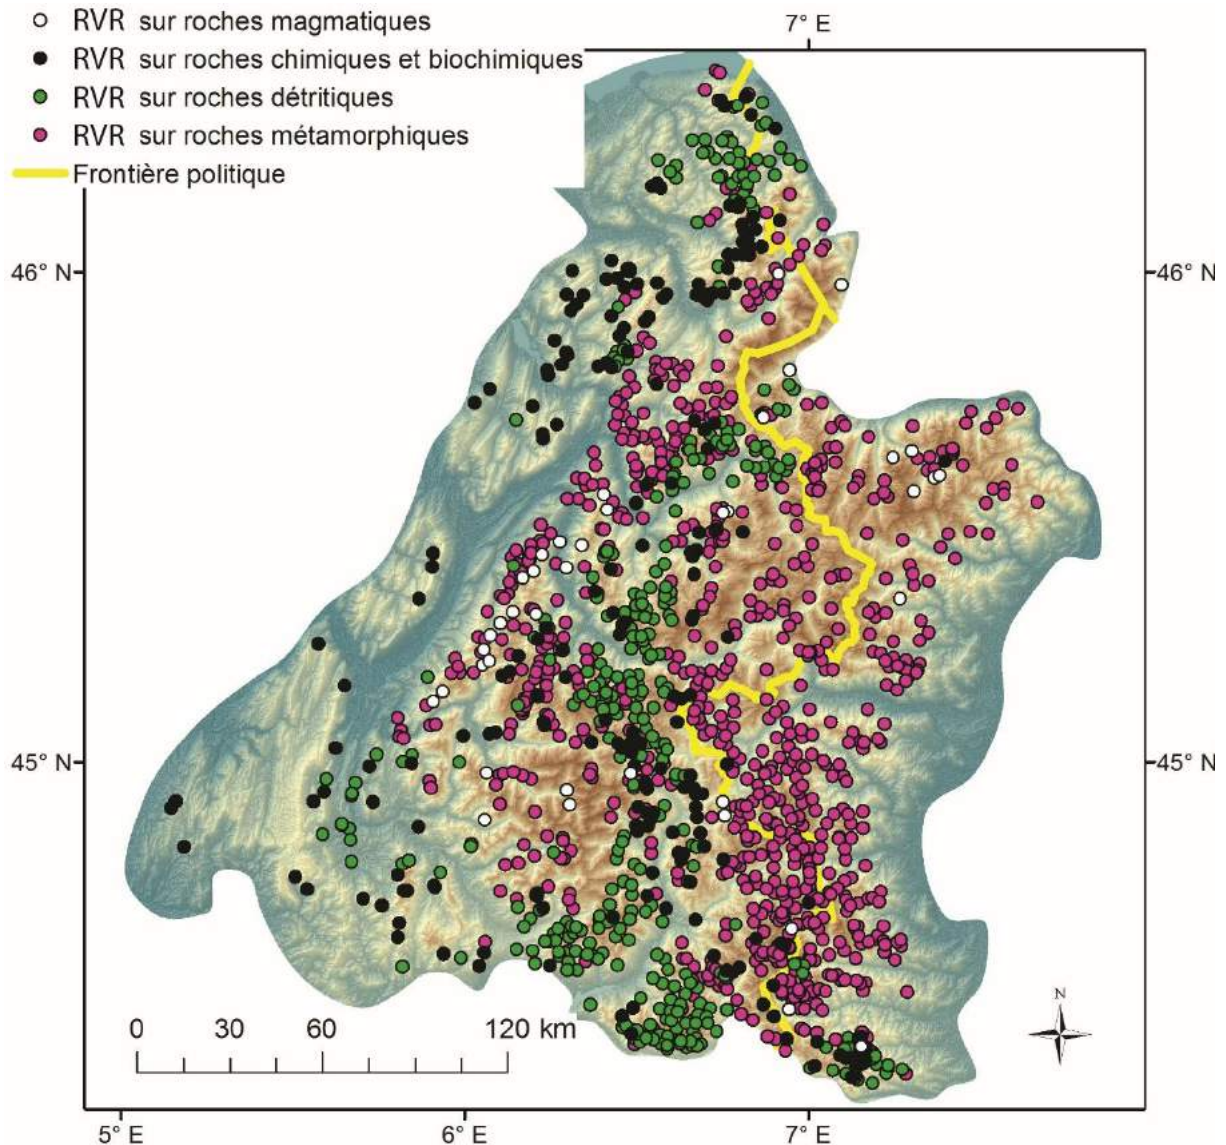 RVR sur roches magmatiques
RVR sur roches chimiques et biochimiques
RVR sur roches détritiques
RVR sur roches métamorphiques
Frontière politique
7° E
46° N
46° N
45° N
45° N
N
0 30 60 120 km
5° E 6° E 7° E